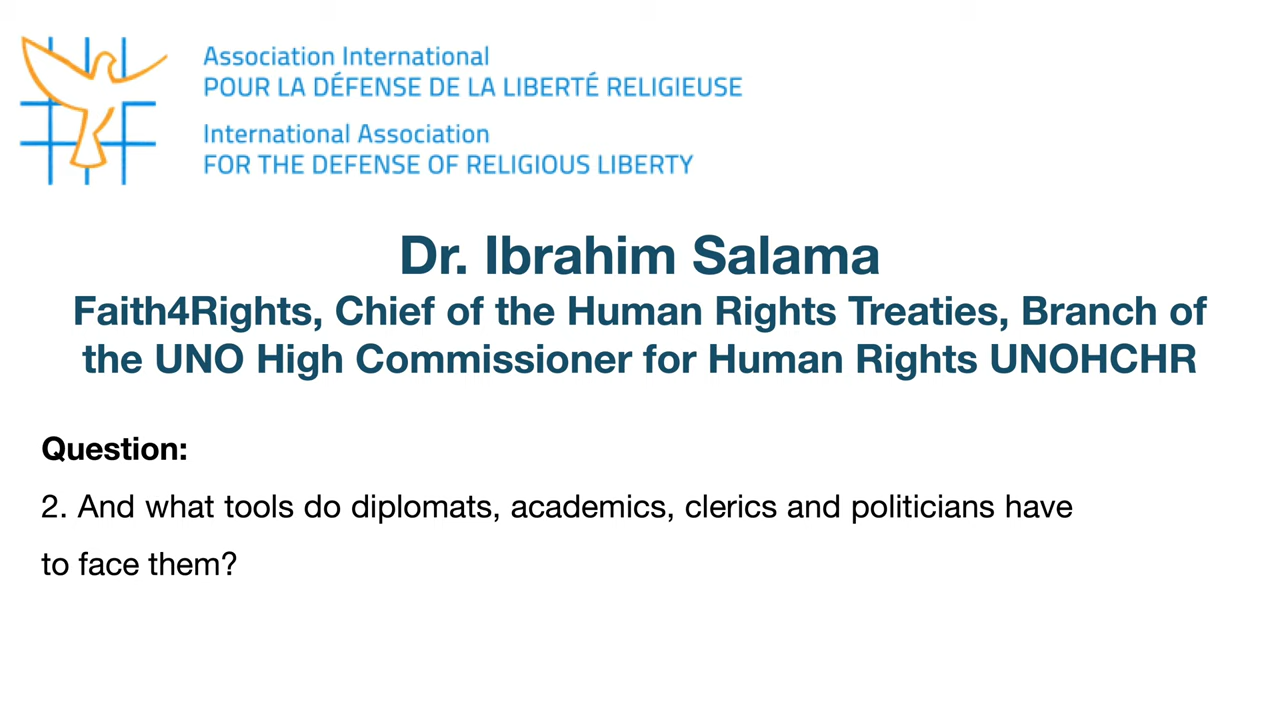 Association International
POUR LA DÉFENSE DE LA LIBERTÉ RELIGIEUSE
International Association
FOR THE DEFENSE OF RELIGIOUS LIBERTY
Dr. Ibrahim Salama
Faith4Rights, Chief of the Human Rights Treaties, Branch of
the UNO High Commissioner for Human Rights UNOHCHR
Question:
2. And what tools do diplomats, academics, clerics and politicians have
to face them?